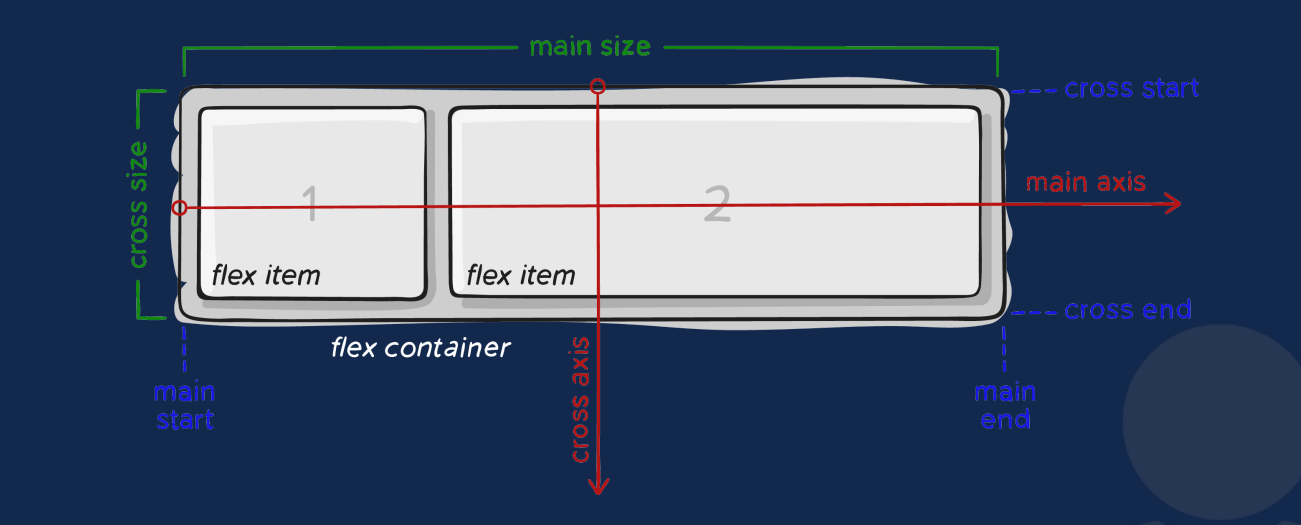 main size
cross start
cross size
1
2
main axis
flex item
flex item
cross end
flex container
cross axis
main
start
main
end